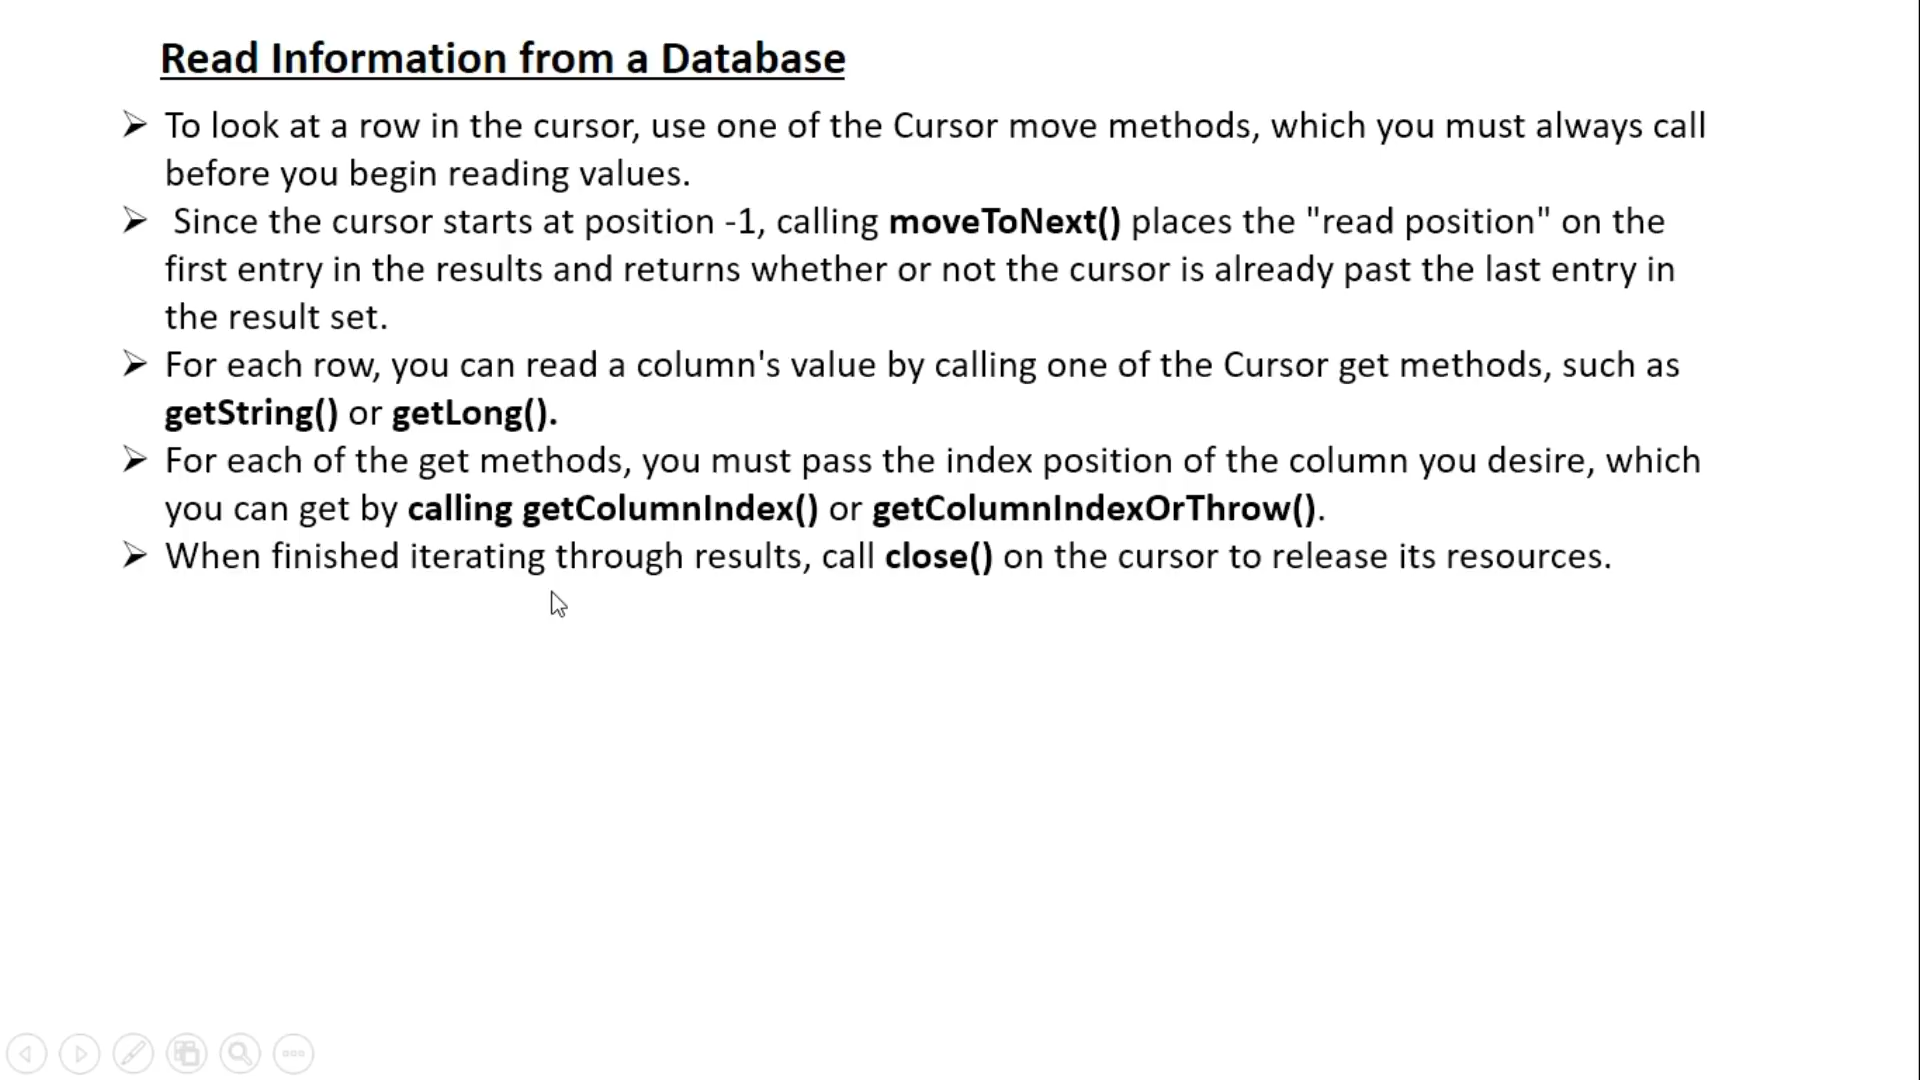 Read Information from a Database
➢ To look at a row in the cursor, use one of the Cursor move methods, which you must always call
before you begin reading values.
➢ Since the cursor starts at position -1, calling moveToNext() places the "read position" on the
first entry in the results and returns whether or not the cursor is already past the last entry in
the result set.
➢ For each row, you can read a column's value by calling one of the Cursor get methods, such as
getString() or getLong().
➢ For each of the get methods, you must pass the index position of the column you desire, which
you can get by calling getColumnIndex() or getColumnIndexOrThrow().
➢ When finished iterating through results, call close() on the cursor to release its resources.